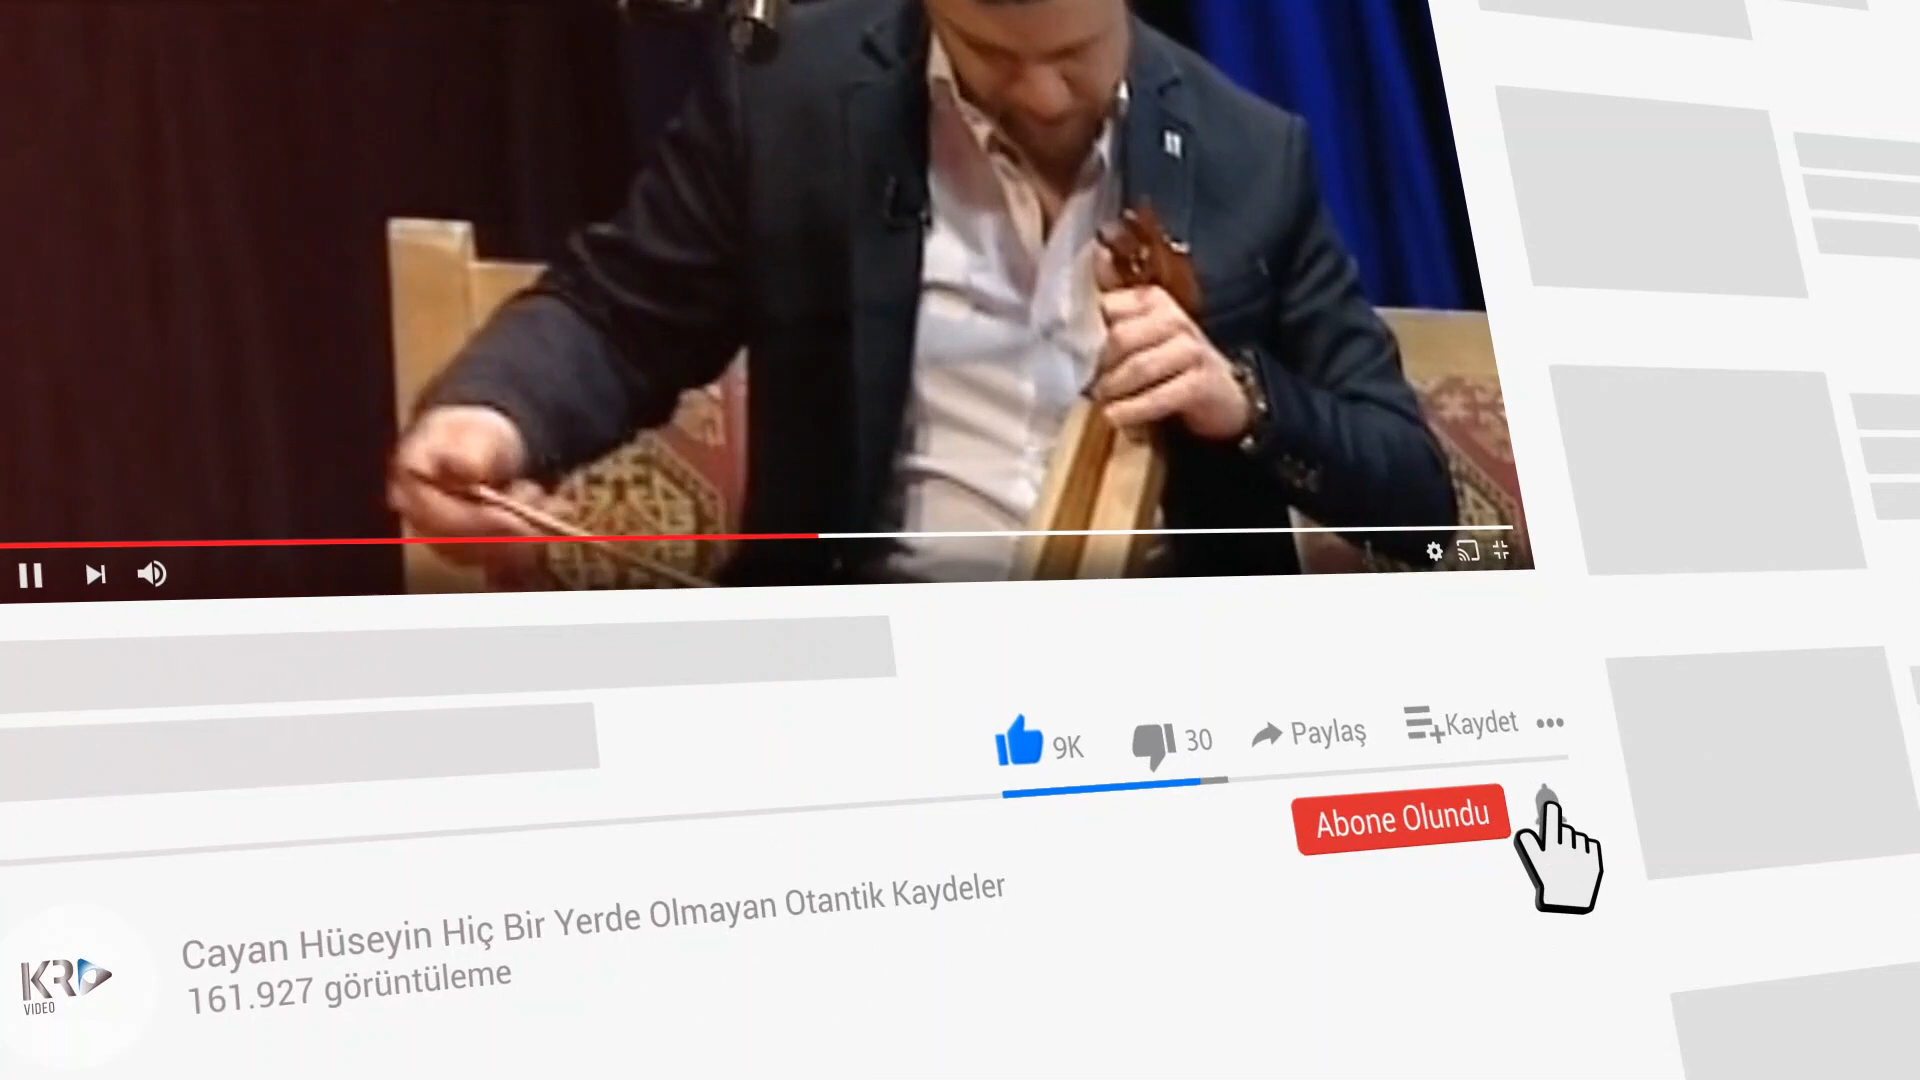 9K
30
Paylaş
Kaydet
Abone Olundu
Cayan Hüseyin Hiç Bir Yerde Olmayan Otantik Kaydeler
161.927 görüntüleme
KR
VIDEO